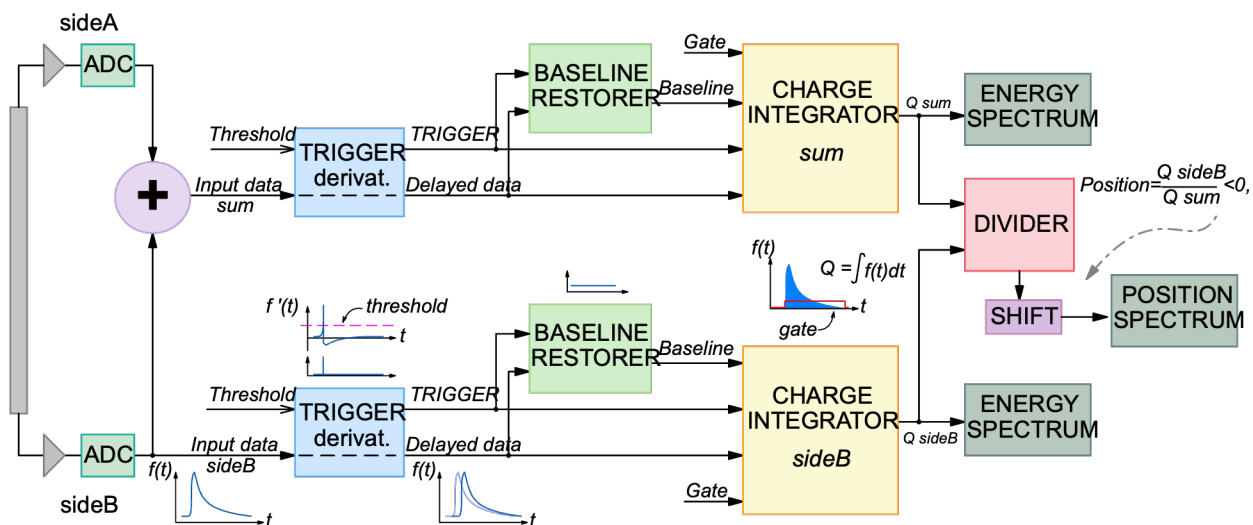 sideA
ADC
Threshold
Input data
sum
TRIGGER
derivat.
TRIGGER
Delayed data
BASELINE
RESTORER
Baseline
Gate
CHARGE
INTEGRATOR
sum
Q sum
ENERGY
SPECTRUM
DIVIDER
Position=Q sideB/Q sum<0,
SHIFT
POSITION
SPECTRUM
f(t)
Q =∫f(t)dt
t
gate
f '(t)
threshold
t
BASELINE
RESTORER
Baseline
Threshold
TRIGGER
derivat.
TRIGGER
Delayed data
CHARGE
INTEGRATOR
sideB
Gate
Q sideB
ENERGY
SPECTRUM
ADC
sideB
Input data
sideB
f(t)
t
f(t)
t
+